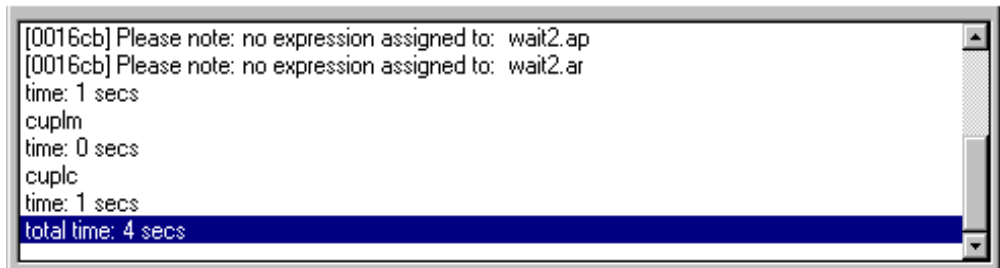 [0016cb] Please note: no expression assigned to:  wait2.ap
[0016cb] Please note: no expression assigned to:  wait2.ar
time: 1 secs
cuplm
time: 0 secs
cuplc
time: 1 secs
total time: 4 secs